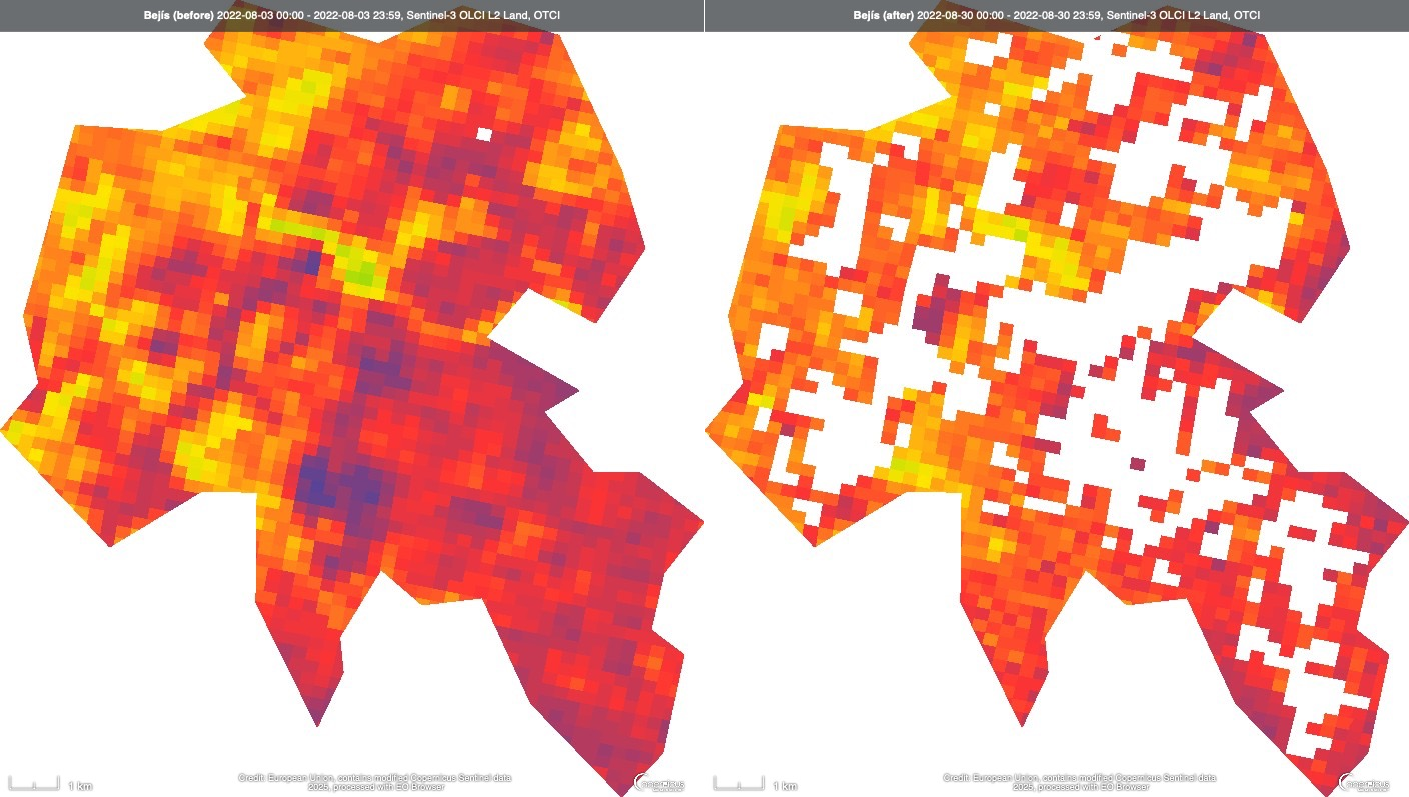 Bejís (before) 2022-08-03 00:00 - 2022-08-03 23:59, Sentinel-3 OLCI L2 Land, OTCI
Bejís (after) 2022-08-30 00:00 - 2022-08-30 23:59, Sentinel-3 OLCI L2 Land, OTCI
1 km
Credit: European Union, contains modified Copernicus Sentinel data
2025, processed with EO Browser
1 km
Credit: European Union, contains modified Copernicus Sentinel data
2025, processed with EO Browser